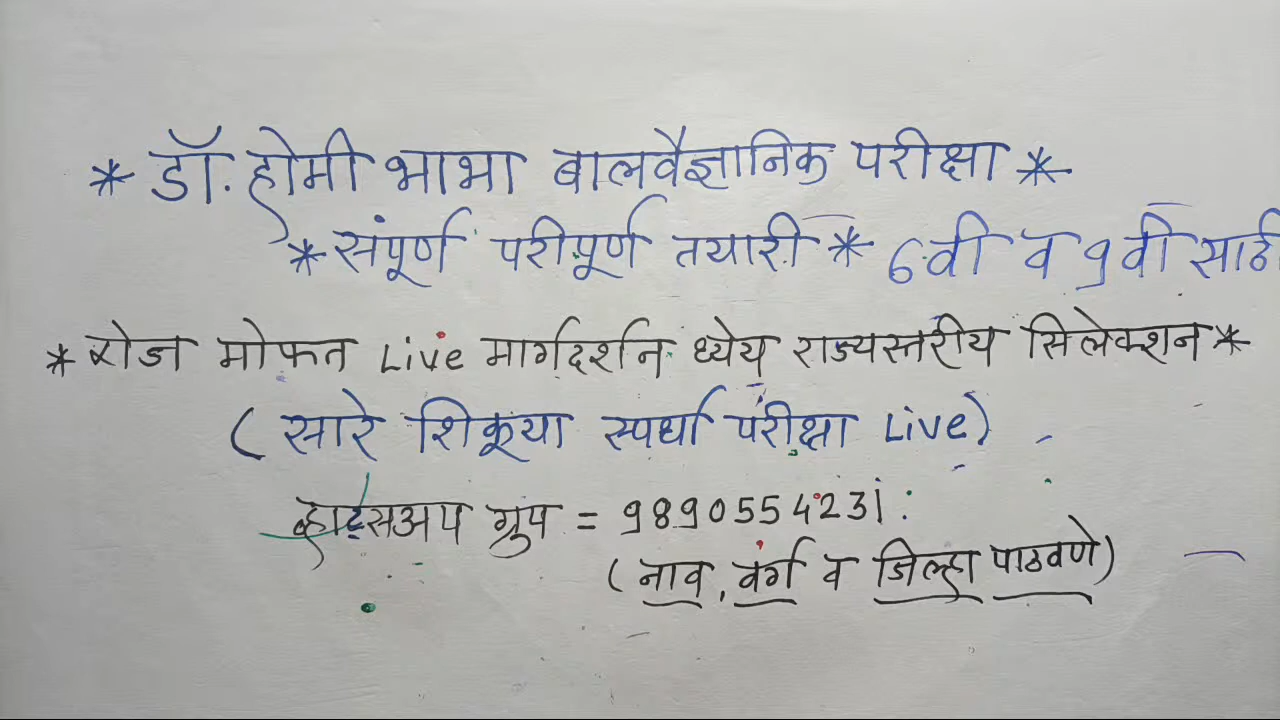 * डॉ. होमी भाभा बालवैज्ञानिक परीक्षा *
* संपूर्ण परीपूर्ण तयारी * 6वी व 9वी साठी
* रोज मोफत Live मार्गदर्शन ध्येय राज्यस्तरीय सिलेक्शन *
( सारे शिकूया स्पर्धा परीक्षा Live)
व्हाट्सअप ग्रुप = 9890554231
( नाव, वर्ग व जिल्हा पाठवणे)